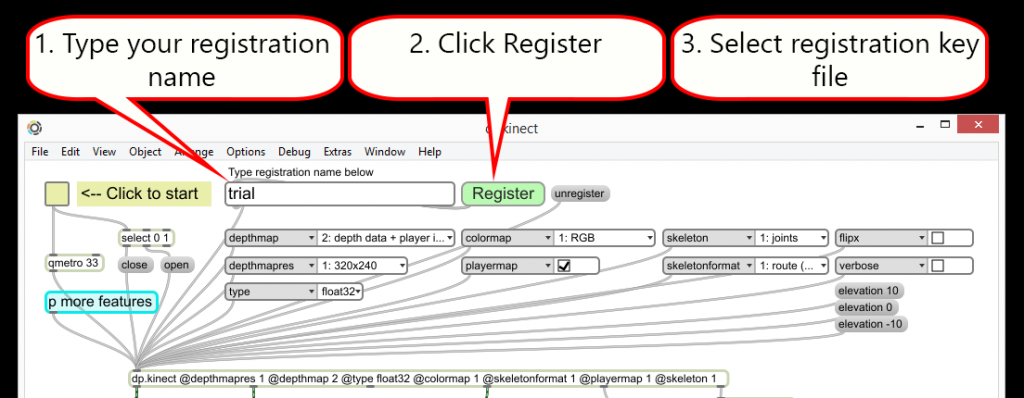 1. Type your registration
name
2. Click Register
3. Select registration key
file
kinect
File Edit View Object Arrange Options Debug Extras Window Help
Type registration name below
<-- Click to start
trial
Register
unregister
select 0 1
depthmap
2: depth data + player i...
colormap
1: RGB
skeleton
1: joints
flipx
qmetro 33
close
open
depthmapres
1: 320x240
playermap
skeletonformat
1: route (...
verbose
type
float32
p more features
elevation 10
elevation 0
elevation -10
dp.kinect @depthmapres 1 @depthmap 2 @type float32 @colormap 1 @skeletonformat 1 @playermap 1 @skeleton 1